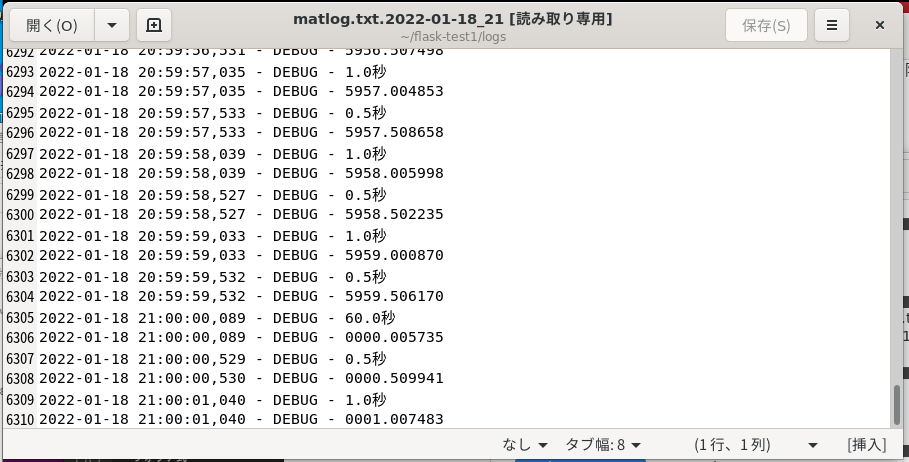 開く(O)
matlog.txt.2022-01-18_21 [読み取り専用]
~/flask-test1/logs
保存(S)
6292 2022-01-18 20:59:56,531 - DEBUG - 5956.507498
6293 2022-01-18 20:59:57,035 - DEBUG - 1.0秒
6294 2022-01-18 20:59:57,035 - DEBUG - 5957.004853
6295 2022-01-18 20:59:57,533 - DEBUG - 0.5秒
6296 2022-01-18 20:59:57,533 - DEBUG - 5957.508658
6297 2022-01-18 20:59:58,039 - DEBUG - 1.0秒
6298 2022-01-18 20:59:58,039 - DEBUG - 5958.005998
6299 2022-01-18 20:59:58,527 - DEBUG - 0.5秒
6300 2022-01-18 20:59:58,527 - DEBUG - 5958.502235
6301 2022-01-18 20:59:59,033 - DEBUG - 1.0秒
6302 2022-01-18 20:59:59,033 - DEBUG - 5959.000870
6303 2022-01-18 20:59:59,532 - DEBUG - 0.5秒
6304 2022-01-18 20:59:59,532 - DEBUG - 5959.506170
6305 2022-01-18 21:00:00,089 - DEBUG - 60.0秒
6306 2022-01-18 21:00:00,089 - DEBUG - 0000.005735
6307 2022-01-18 21:00:00,529 - DEBUG - 0.5秒
6308 2022-01-18 21:00:00,530 - DEBUG - 0000.509941
6309 2022-01-18 21:00:01,040 - DEBUG - 1.0秒
6310 2022-01-18 21:00:01,040 - DEBUG - 0001.007483
なし タブ幅: 8 (1 行、1 列) [挿入]